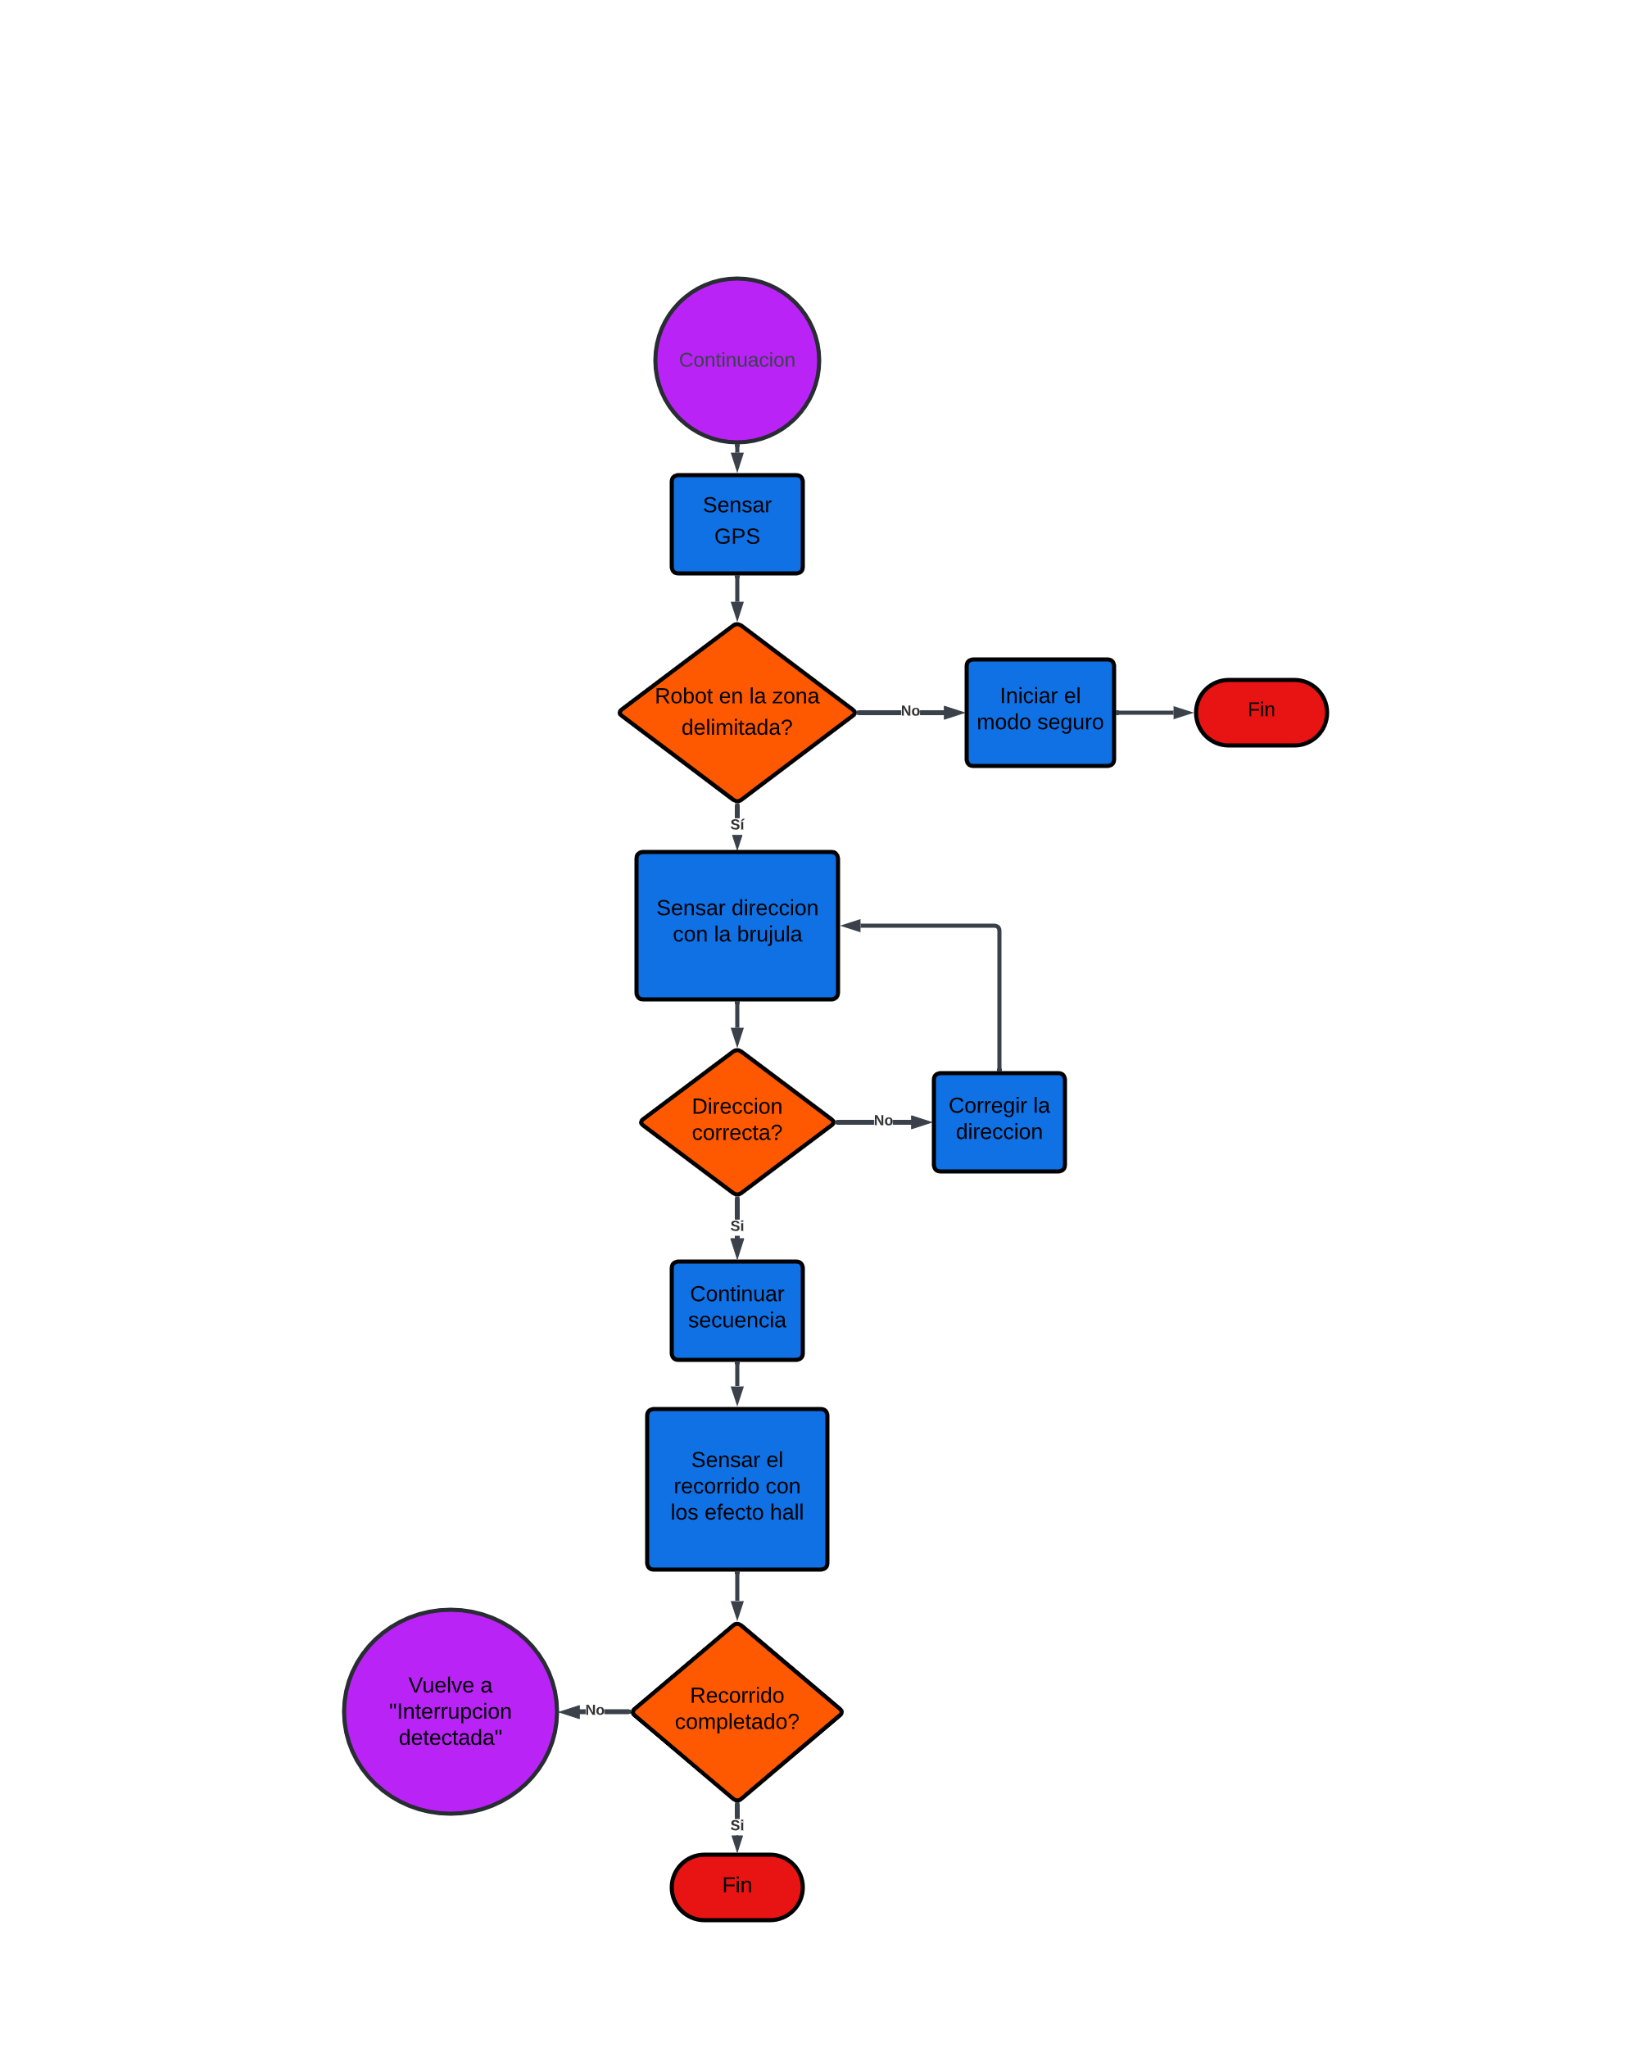 Continuacion
Sensar
GPS
Robot en la zona
delimitada?
No
Iniciar el
modo seguro
Fin
Sí
Sensar direccion
con la brujula
Direccion
correcta?
No
Corregir la
direccion
Si
Continuar
secuencia
Sensar el
recorrido con
los efecto hall
Recorrido
completado?
No
Vuelve a
"Interrupcion
detectada"
Si
Fin